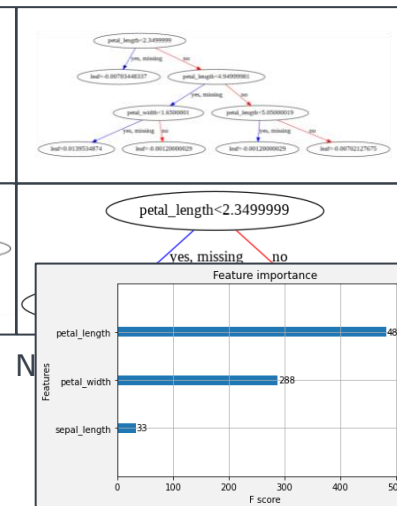 petal_length<2.3499999
yes, missing no
leaf=-0.00703448337
petal_length<4.94999981
yes, missing no
petal_width<1.6500001
petal_length<5.05000019
yes, missing no
yes, missing no
leaf=0.0139534874
leaf=-0.00120000029
leaf=-0.00120000029
leaf=-0.00702127675
petal_length<2.3499999
yes, missing no
N
Feature importance
petal_length
48
petal_width
288
sepal_length
33
Features
0 100 200 300 400 500
F score